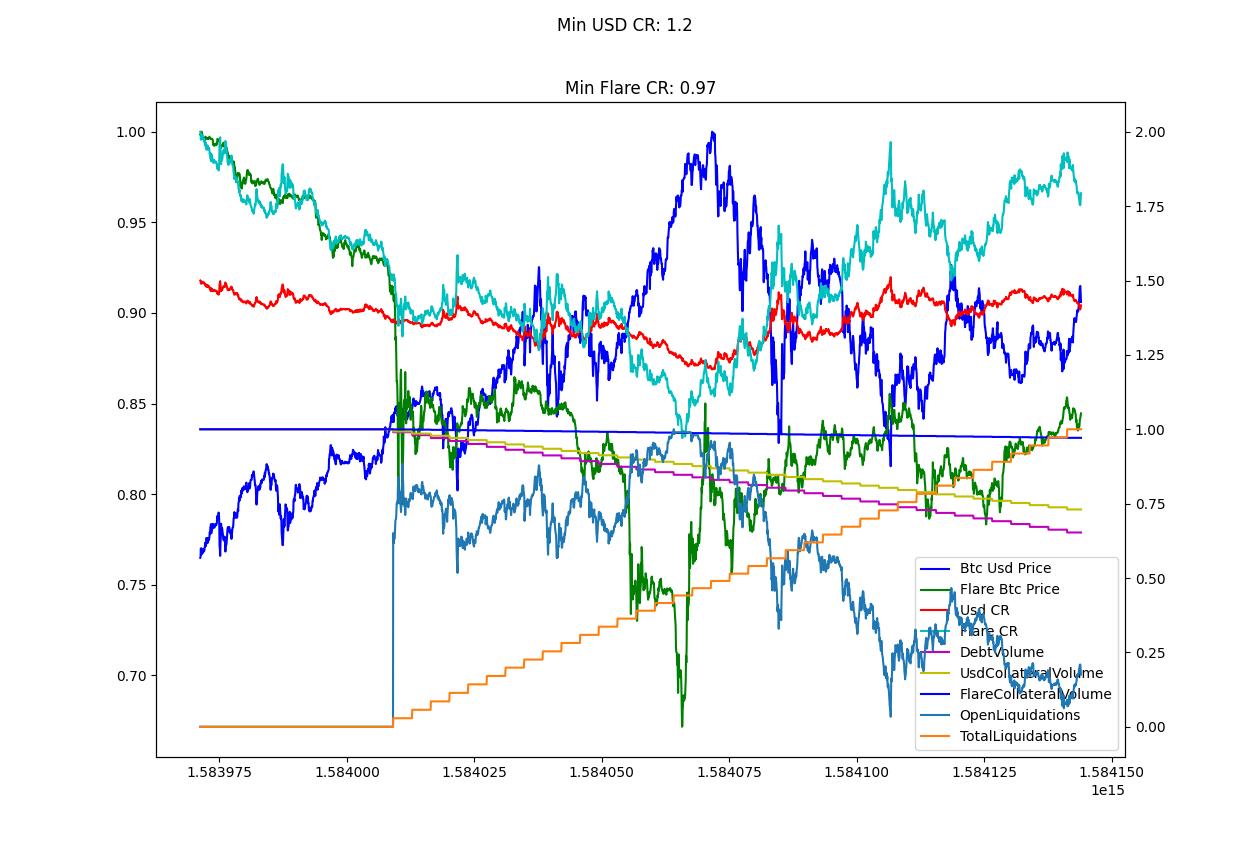 Min USD CR: 1.2
Min Flare CR: 0.97
1.00
0.95
0.90
0.85
0.80
0.75
0.70
2.00
1.75
1.50
1.25
1.00
0.75
0.50
0.25
0.00
Btc Usd Price
Flare Btc Price
Usd CR
Flare CR
DebtVolume
UsdCollateralVolume
FlareCollateralVolume
OpenLiquidations
TotalLiquidations
1.583975 1.584000 1.584025 1.584050 1.584075 1.584100 1.584125 1.584150
1e15